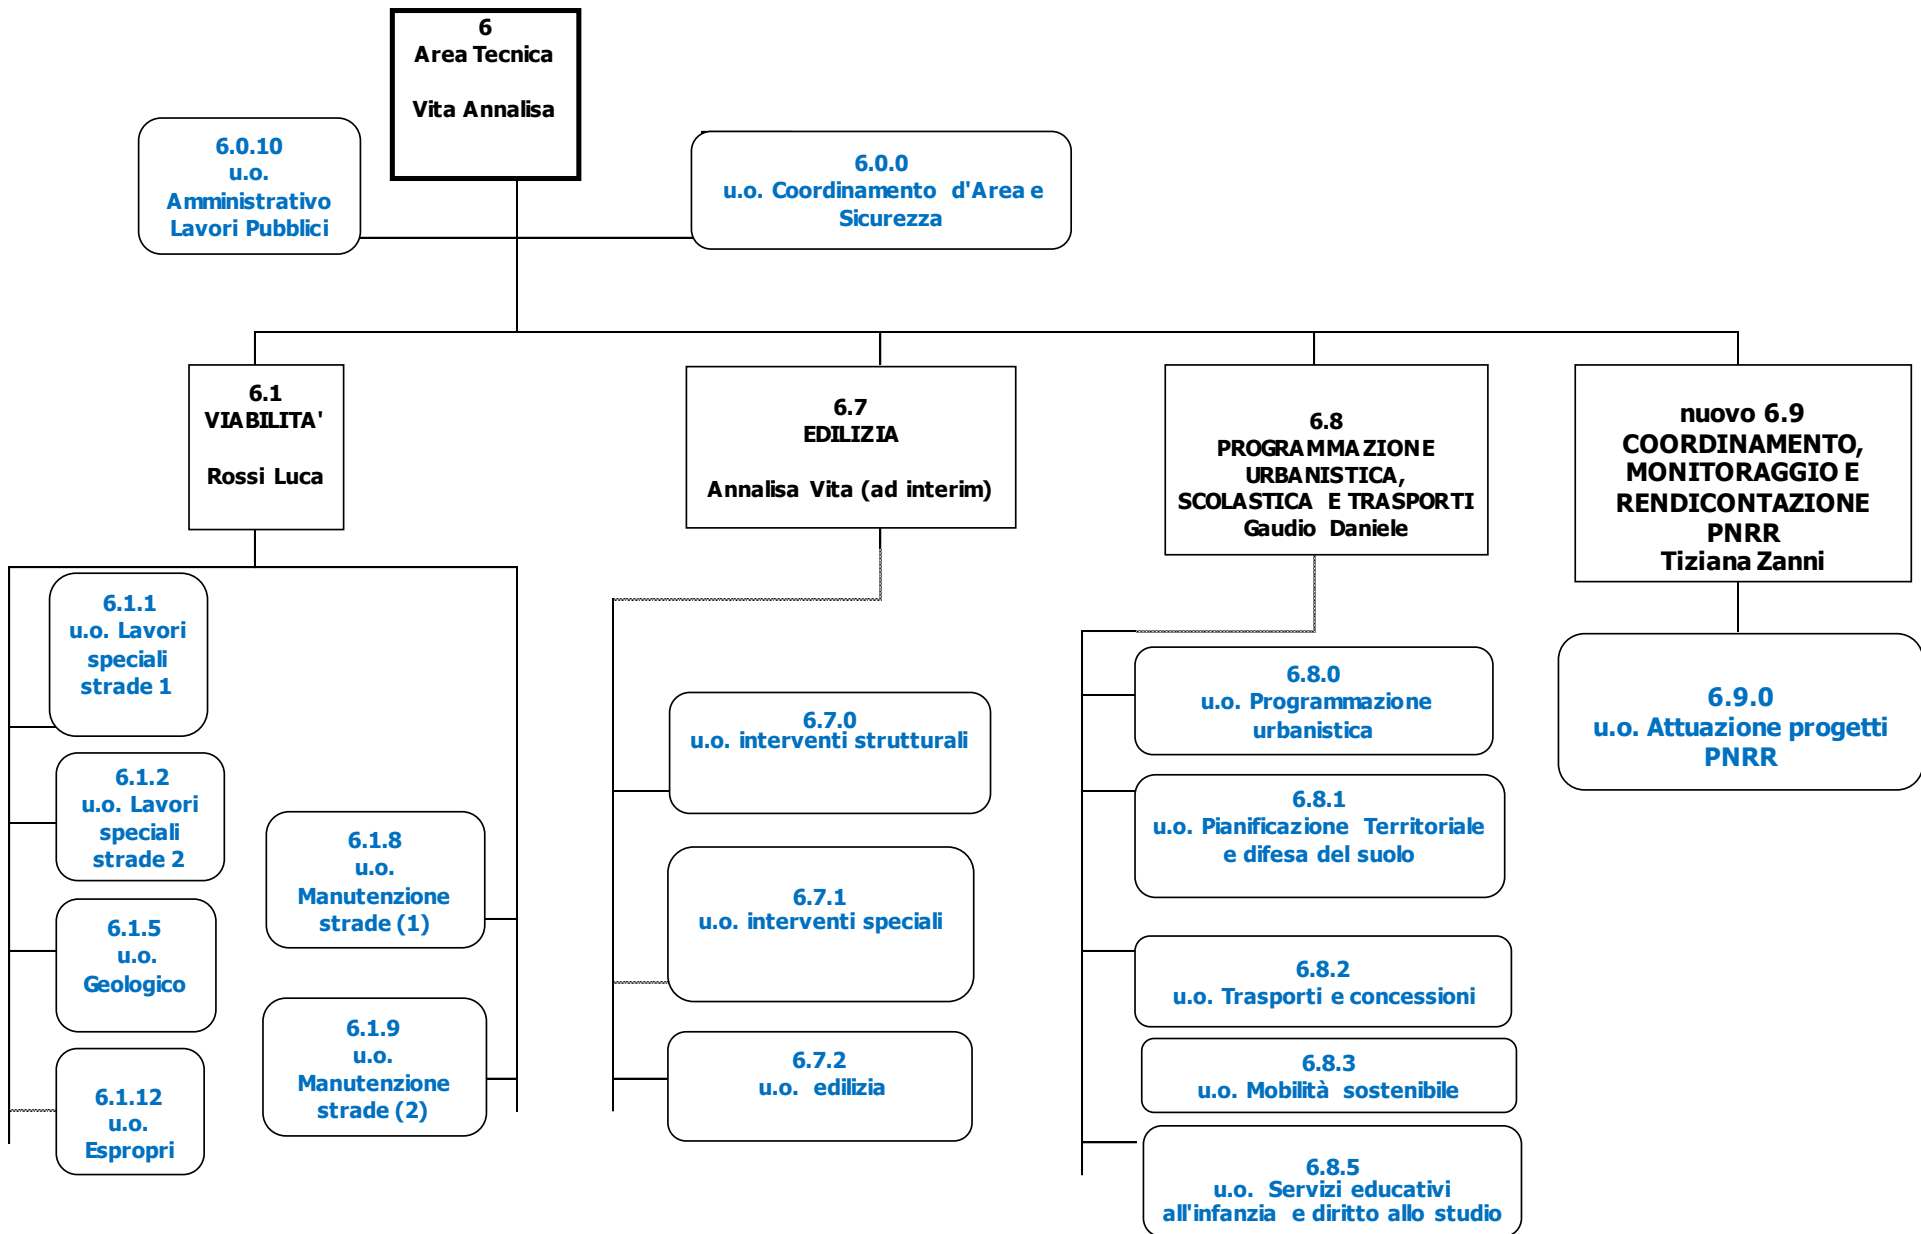 6
Area Tecnica
Vita Annalisa
6.0.10
u.o.
Amministrativo
Lavori Pubblici
6.0.0
u.o. Coordinamento d'Area e
Sicurezza
6.1
VIABILITA'
Rossi Luca
6.7
EDILIZIA
Annalisa Vita (ad interim)
6.8
PROGRAMMAZIONE
URBANISTICA,
SCOLASTICA E TRASPORTI
Gaudio Daniele
nuovo 6.9
COORDINAMENTO,
MONITORAGGIO E
RENDICONTAZIONE
PNRR
Tiziana Zanni
6.1.1
u.o. Lavori
speciali
strade 1
6.1.2
u.o. Lavori
speciali
strade 2
6.1.5
u.o.
Geologico
6.1.12
u.o.
Espropri
6.1.8
u.o.
Manutenzione
strade (1)
6.1.9
u.o.
Manutenzione
strade (2)
6.7.0
u.o. interventi strutturali
6.7.1
u.o. interventi speciali
6.7.2
u.o. edilizia
6.8.0
u.o. Programmazione
urbanistica
6.8.1
u.o. Pianificazione Territoriale
e difesa del suolo
6.8.2
u.o. Trasporti e concessioni
6.8.3
u.o. Mobilità sostenibile
6.8.5
u.o. Servizi educativi
all'infanzia e diritto allo studio
6.9.0
u.o. Attuazione progetti
PNRR